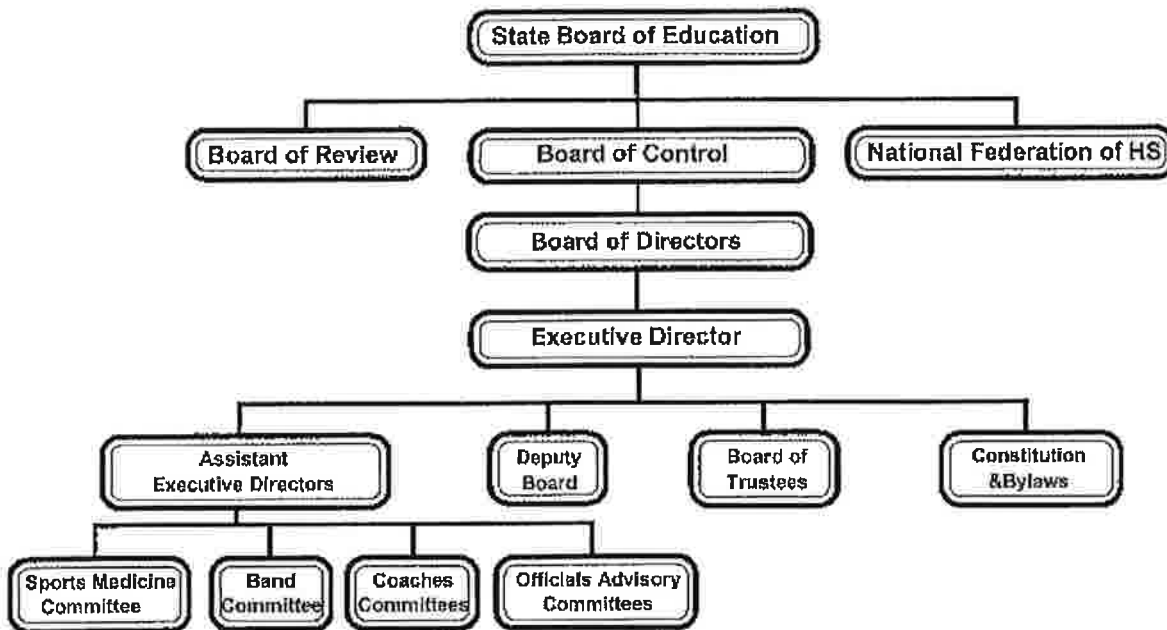 State Board of Education
Board of Review
Board of Control
National Federation of HS
Board of Directors
Executive Director
Assistant
Executive Directors
Deputy
Board
Board of
Trustees
Constitution
&Bylaws
Sports Medicine
Committee
Band
Committee
Coaches
Committees
Officials Advisory
Committees